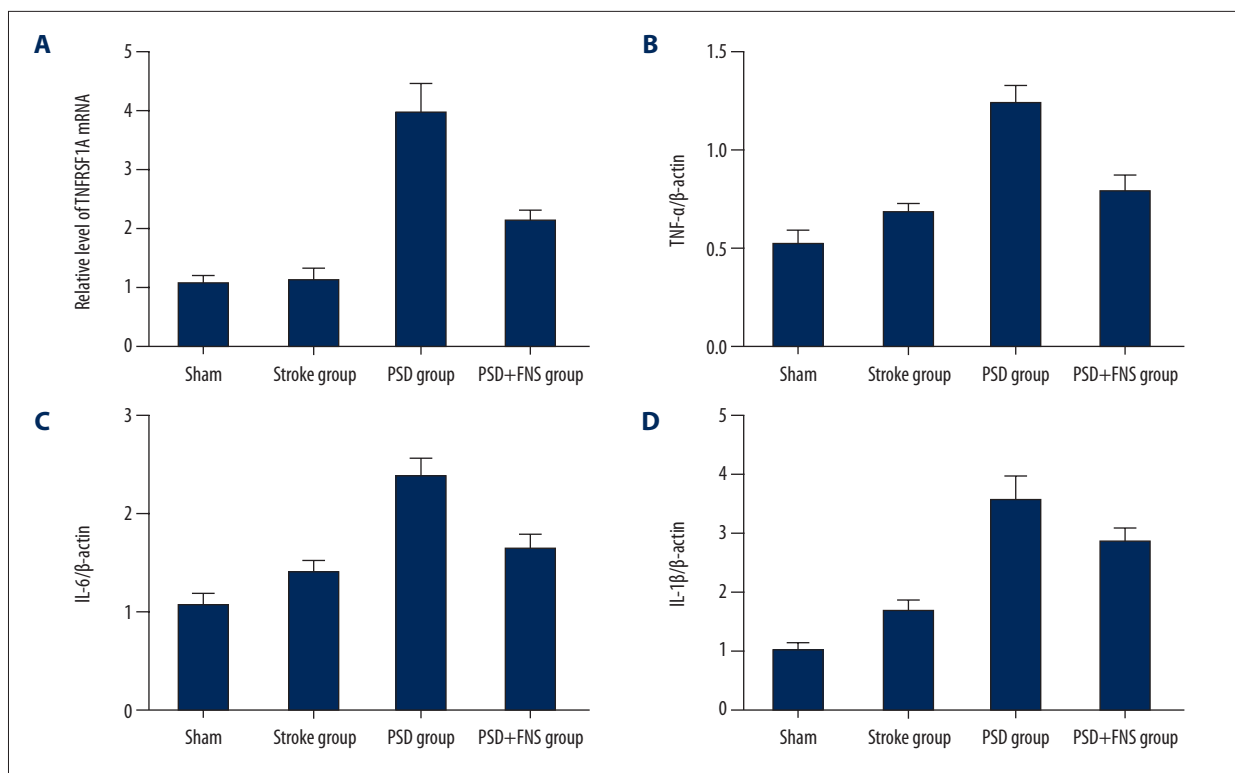 A
Relative level of TNFRSF1A mRNA
5
4
3
2
1
0
Sham Stroke group PSD group PSD+FNS group
B
TNF-α/β-actin
1.5
1.0
0.5
0.0
Sham Stroke group PSD group PSD+FNS group
C
IL-6/β-actin
3
2
1
0
Sham Stroke group PSD group PSD+FNS group
D
IL-1β/β-actin
5
4
3
2
1
0
Sham Stroke group PSD group PSD+FNS group